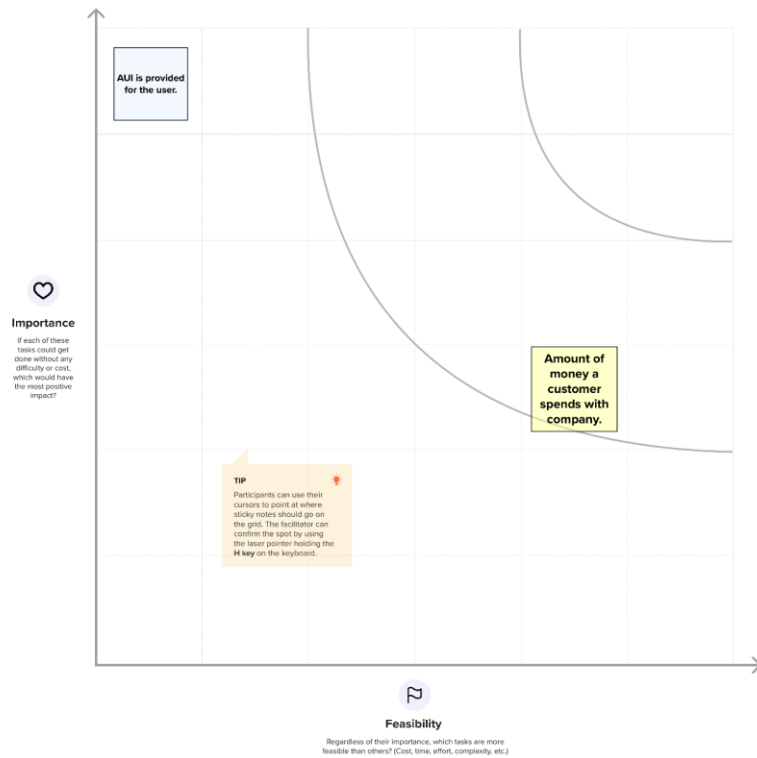 AUI is provided
for the user.
Importance
If each of these
tasks could get
done without any
difficulty or cost,
which would have
the most positive
impact?
Amount of
money a
customer
spends with
company.
TIP
Participants can use their
cursors to point at where
sticky notes should go on
the grid. The facilitator can
confirm the spot by using
the laser pointer holding the
H key on the keyboard.
Feasibility
Regardless of their importance, which tasks are more
feasible than others? (Cost, time, effort, complexity, etc.)